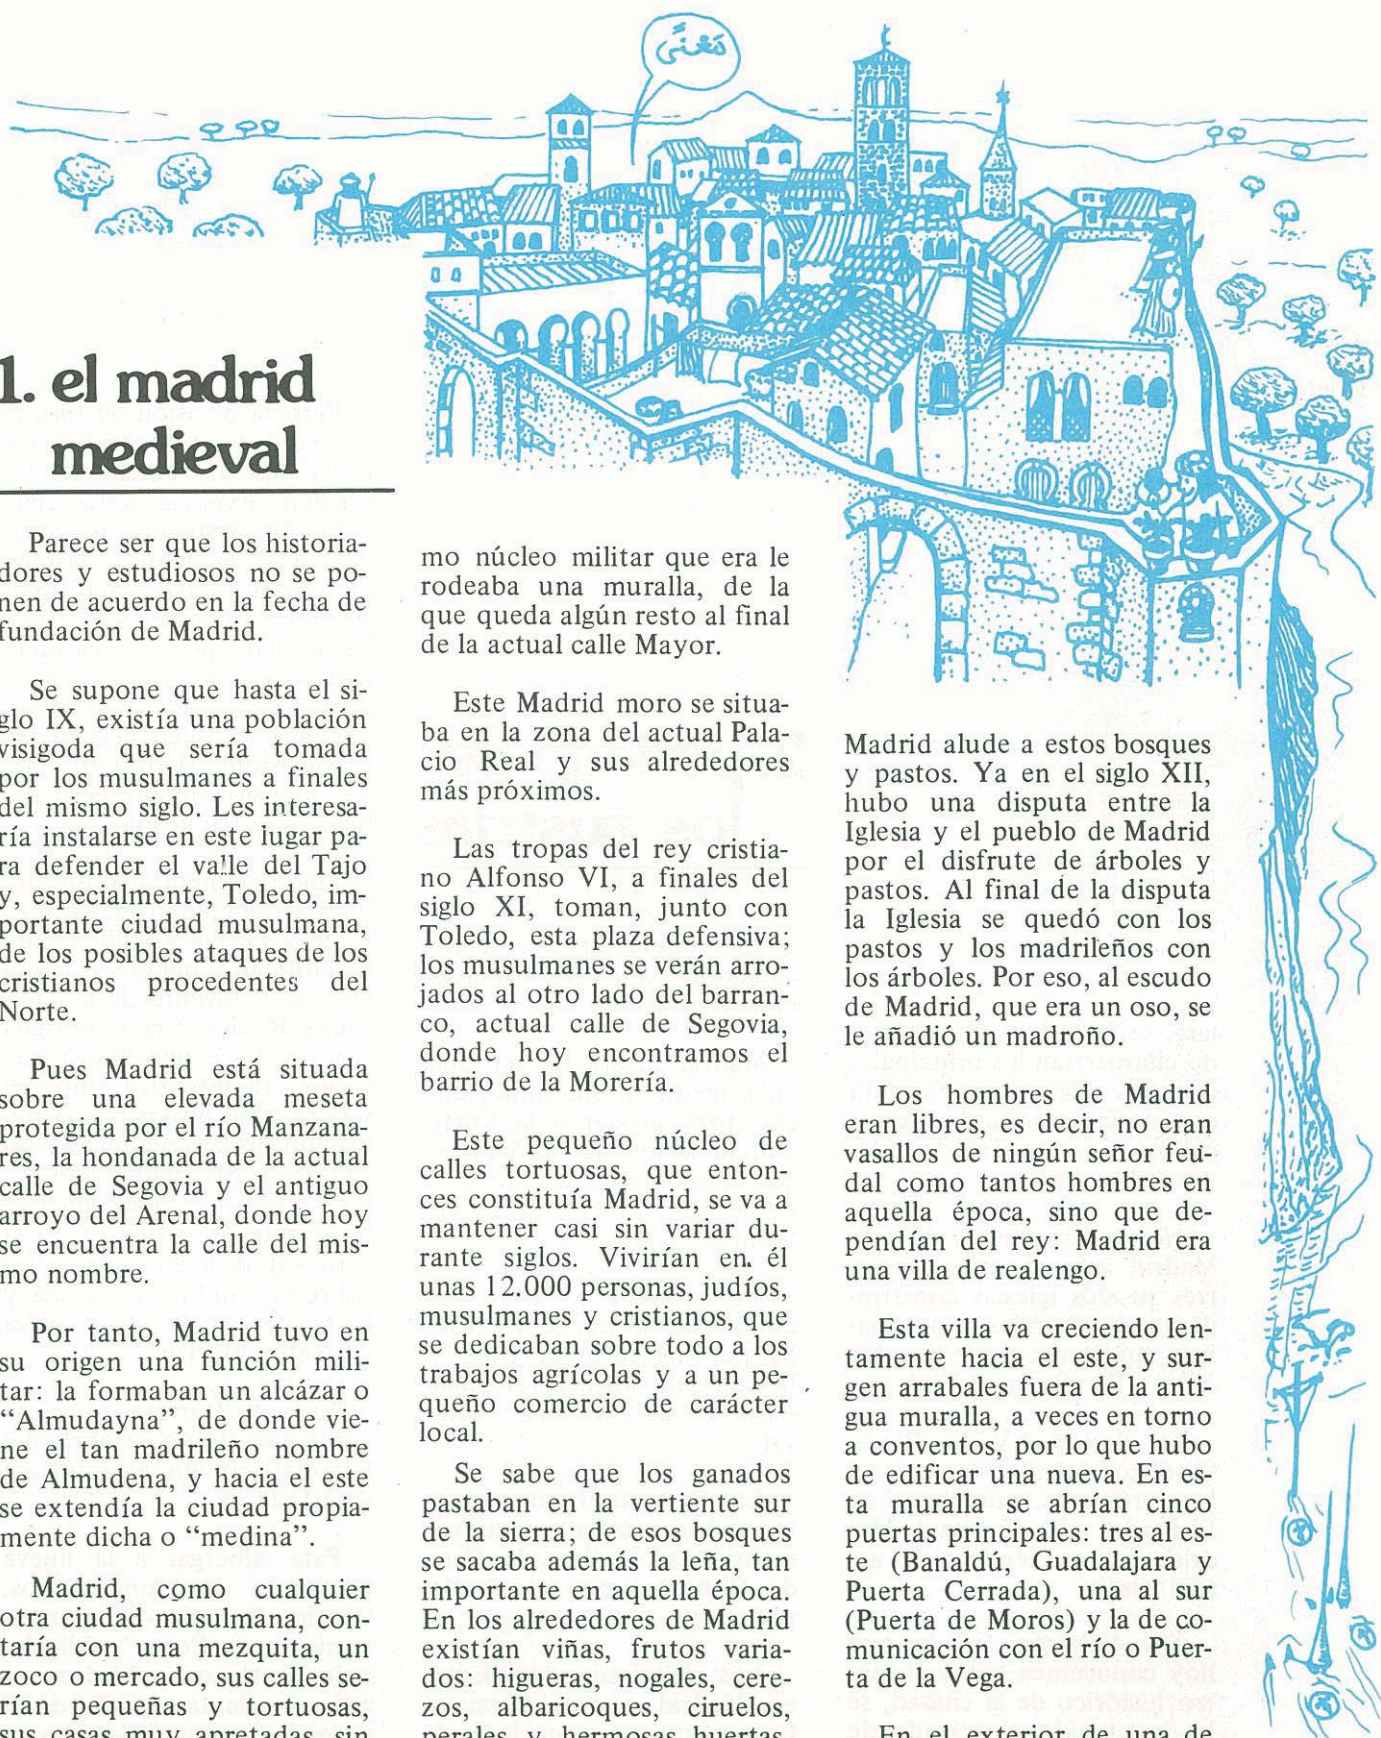 1. el madrid
medieval
Parece ser que los historia-
dores y estudiosos no se po-
nen de acuerdo en la fecha de
fundación de Madrid.
Se supone que hasta el si-
glo IX, existía una población
visigoda que sería tomada
por los musulmanes a finales
del mismo siglo. Les interesa-
ría instalarse en este lugar pa-
ra defender el valle del Tajo
y, especialmente, Toledo, im-
portante ciudad musulmana,
de los posibles ataques de los
cristianos procedentes del
Norte.
Pues Madrid está situada
sobre una elevada meseta
protegida por el río Manzana-
res, la hondanada de la actual
calle de Segovia y el antiguo
arroyo del Arenal, donde hoy
se encuentra la calle del mis-
mo nombre.
Por tanto, Madrid tuvo en
su origen una función mili-
tar: la formaban un alcázar o
“Almudayna”, de donde vie-
ne el tan madrileño nombre
de Almudena, y hacia el este
se extendía la ciudad propia-
mente dicha o “medina”.
Madrid, como cualquier
otra ciudad musulmana, con-
taría con una mezquita, un
zoco o mercado, sus calles se-
rían pequeñas y tortuosas,
sus casas muy apretadas, sin
mo núcleo militar que era le
rodeaba una muralla, de la
que queda algún resto al final
de la actual calle Mayor.
Este Madrid moro se situa-
ba en la zona del actual Pala-
cio Real y sus alrededores
más próximos.
Las tropas del rey cristia-
no Alfonso VI, a finales del
siglo XI, toman, junto con
Toledo, esta plaza defensiva;
los musulmanes se verán arro-
jados al otro lado del barran-
co, actual calle de Segovia,
donde hoy encontramos el
barrio de la Morería.
Este pequeño núcleo de
calles tortuosas, que enton-
ces constituía Madrid, se va a
mantener casi sin variar du-
rante siglos. Vivirían en él
unas 12.000 personas, judíos,
musulmanes y cristianos, que
se dedicaban sobre todo a los
trabajos agrícolas y a un pe-
queño comercio de carácter
local.
Se sabe que los ganados
pastaban en la vertiente sur
de la sierra; de esos bosques
se sacaba además la leña, tan
importante en aquella época.
En los alrededores de Madrid
existían viñas, frutos varia-
dos: higueras, nogales, cere-
zos, albaricoques, ciruelos,
perales y hermosas huertas.
Madrid alude a estos bosques
y pastos. Ya en el siglo XII,
hubo una disputa entre la
Iglesia y el pueblo de Madrid
por el disfrute de árboles y
pastos. Al final de la disputa
la Iglesia se quedó con los
pastos y los madrileños con
los árboles. Por eso, al escudo
de Madrid, que era un oso, se
le añadió un madroño.
Los hombres de Madrid
eran libres, es decir, no eran
vasallos de ningún señor feu-
dal como tantos hombres en
aquella época, sino que de-
pendían del rey: Madrid era
una villa de realengo.
Esta villa va creciendo len-
tamente hacia el este, y sur-
gen arrabales fuera de la anti-
gua muralla, a veces en torno
a conventos, por lo que hubo
de edificar una nueva. En es-
ta muralla se abrían cinco
puertas principales: tres al es-
te (Banaldú, Guadalajara y
Puerta Cerrada), una al sur
(Puerta de Moros) y la de co-
municación con el río o Puer-
ta de la Vega.
En el exterior de una de